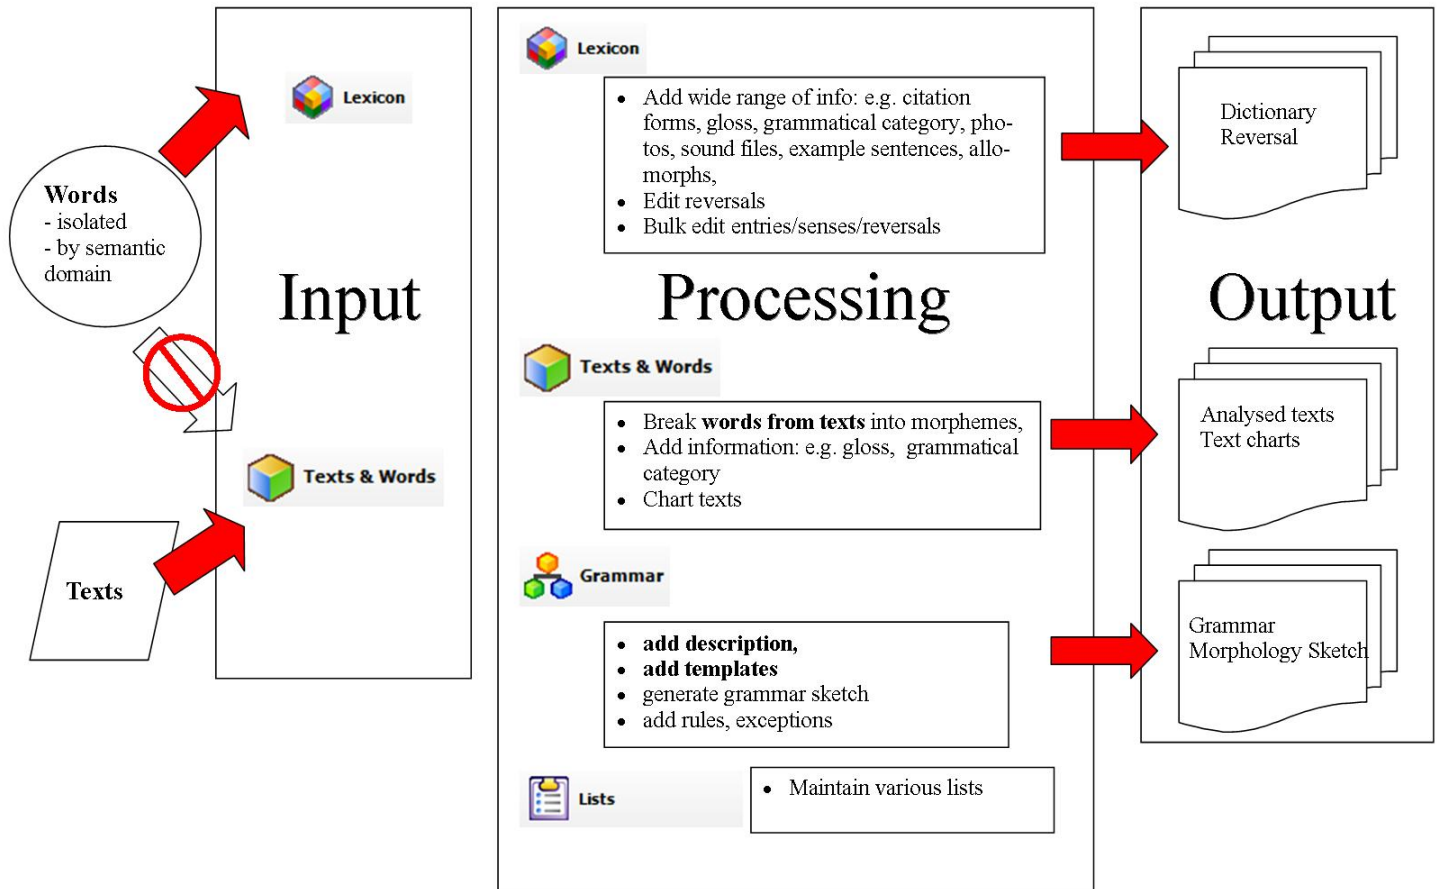 Words
- isolated
- by semantic
domain
Texts
Lexicon
Input
Texts & Words
Lexicon
• Add wide range of info: e.g. citation
forms, gloss, grammatical category, pho-
tos, sound files, example sentences, allo-
morphs,
• Edit reversals
• Bulk edit entries/senses/reversals
Processing
Texts & Words
• Break words from texts into morphemes,
• Add information: e.g. gloss, grammatical
category
• Chart texts
Grammar
• add description,
• add templates
• generate grammar sketch
• add rules, exceptions
Lists
• Maintain various lists
Dictionary
Reversal
Output
Analysed texts
Text charts
Grammar
Morphology Sketch